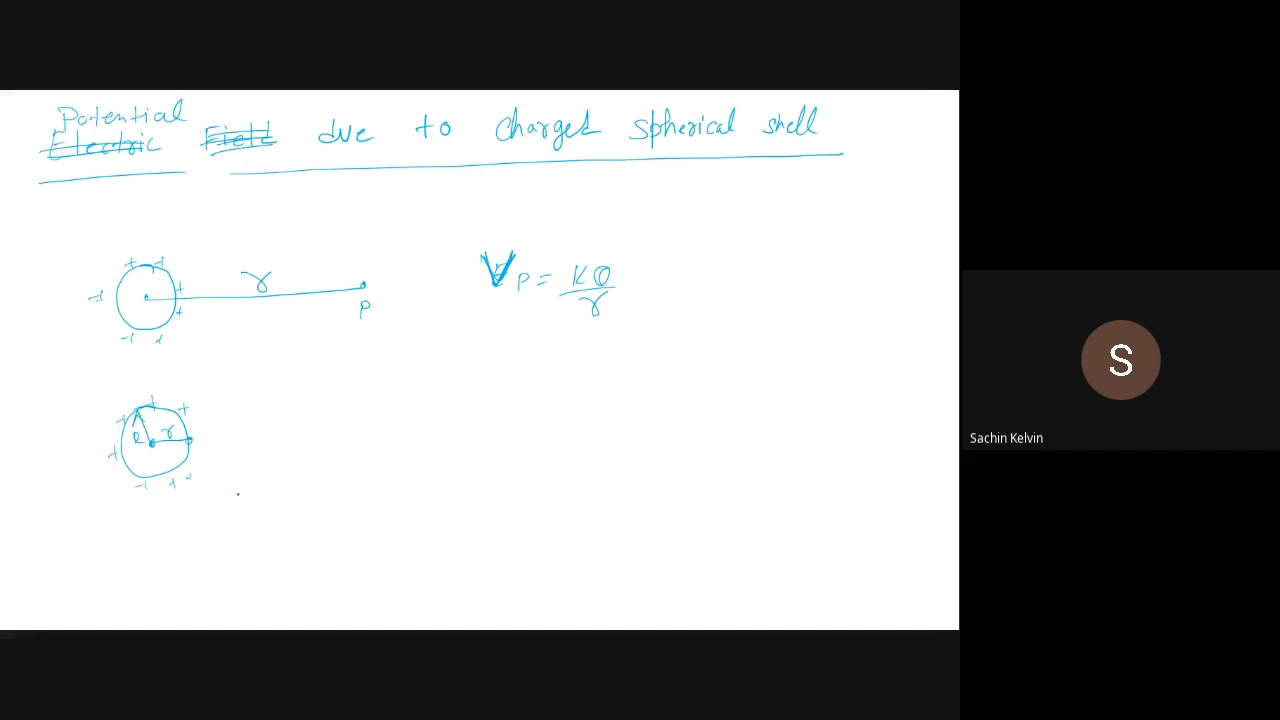 Potential
Electric Field due to charged spherical shell
r
P
VP = KQ/r
R r
S
Sachin Kelvin